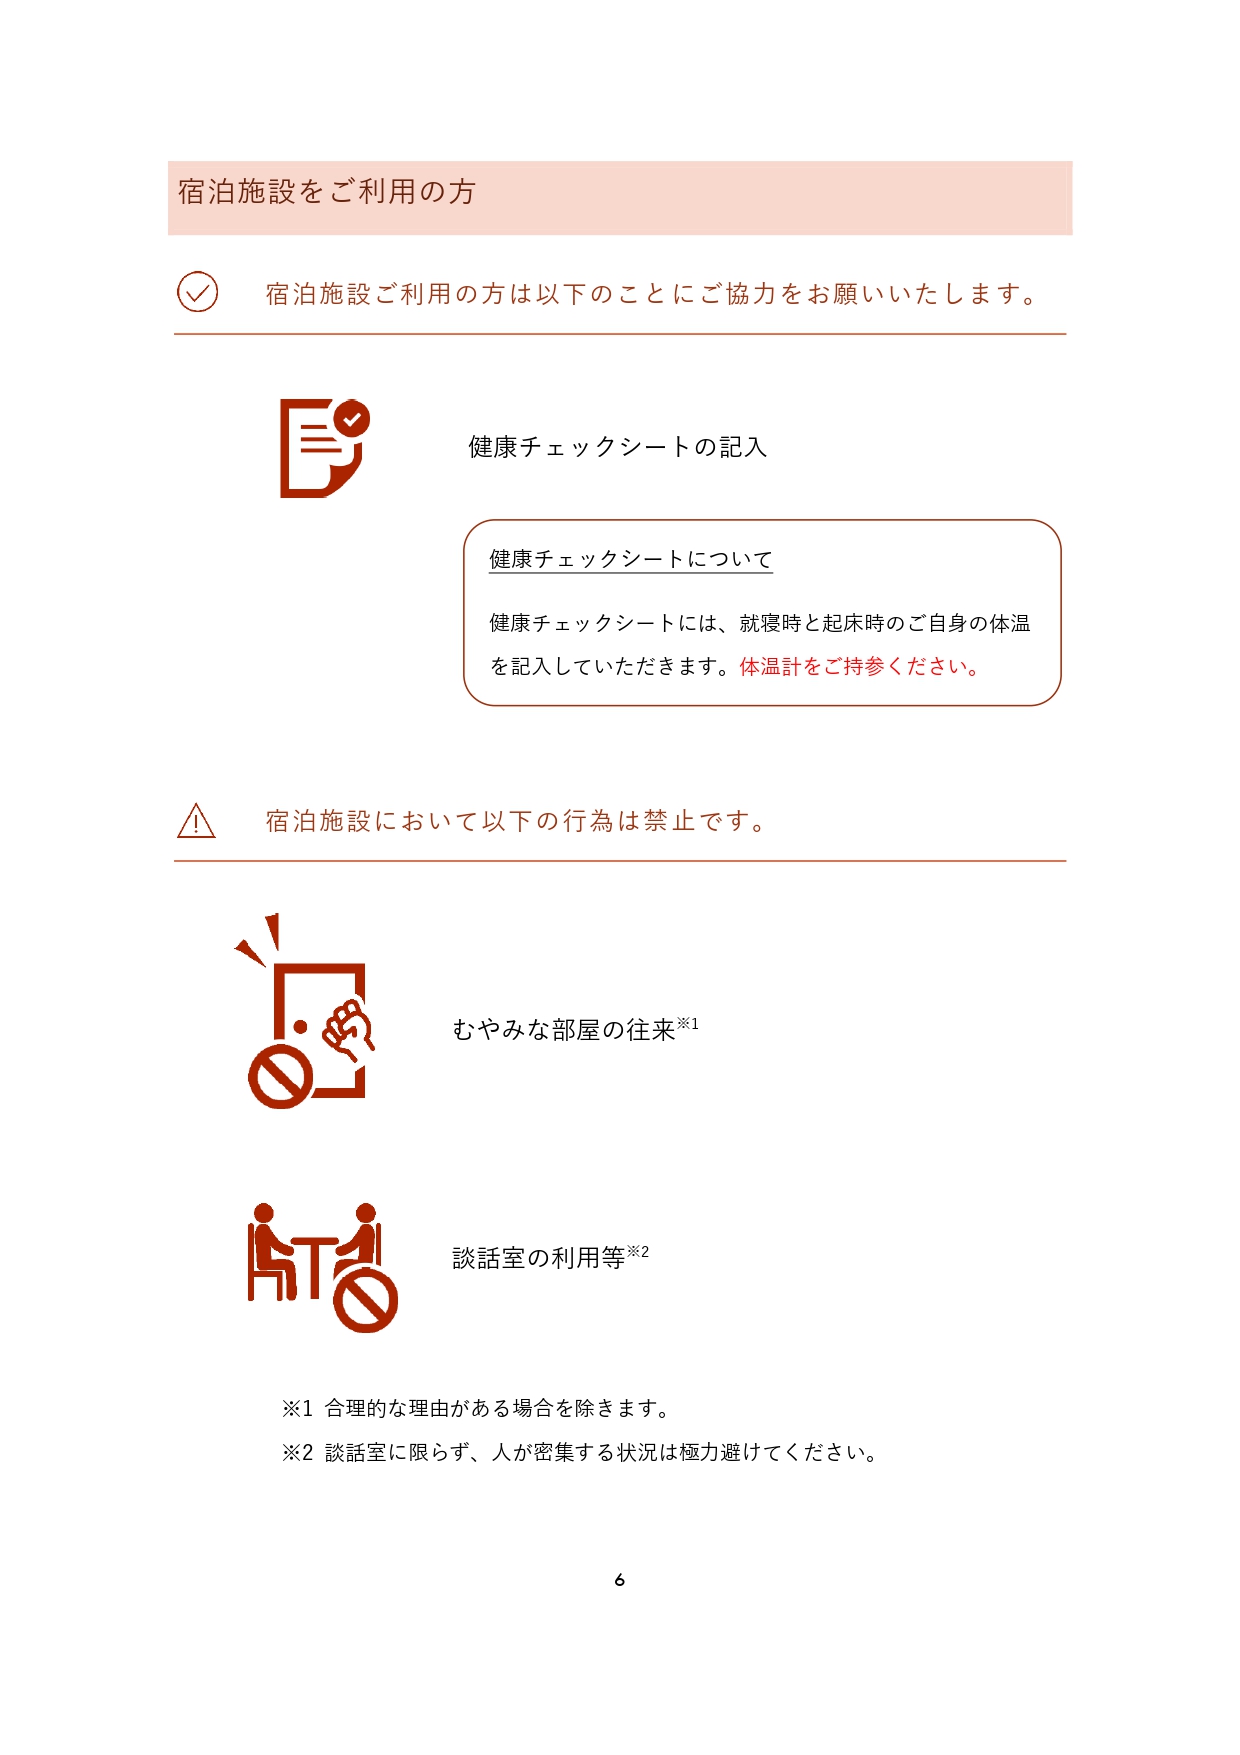 宿泊施設をご利用の方
宿泊施設ご利用の方は以下のことにご協力をお願いいたします。
健康チェックシートの記入
健康チェックシートについて
健康チェックシートには、就寝時と起床時のご自身の体温
を記入していただきます。体温計をご持参ください。
宿泊施設において以下の行為は禁止です。
むやみな部屋の往来※1
談話室の利用等※2
※1 合理的な理由がある場合を除きます。
※2 談話室に限らず、人が密集する状況は極力避けてください。
6